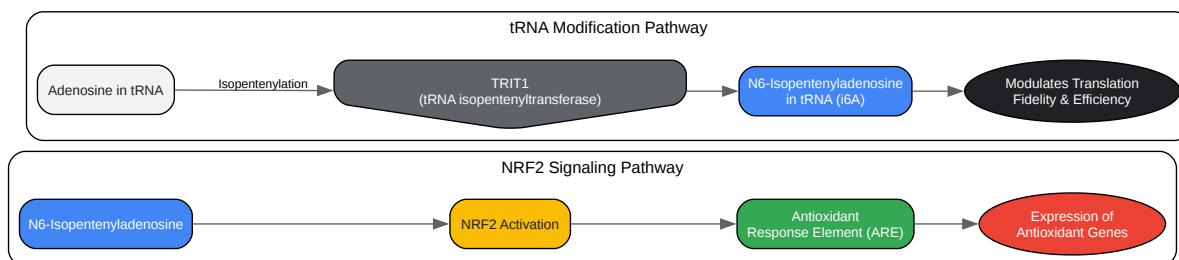 tRNA Modification Pathway
Adenosine in tRNA
Isopentenylation
TRIT1
(tRNA isopentenyltransferase)
N6-Isopentenyladenosine
in tRNA (i6A)
Modulates Translation
Fidelity & Efficiency
NRF2 Signaling Pathway
N6-Isopentenyladenosine
NRF2 Activation
Antioxidant
Response Element (ARE)
Expression of
Antioxidant Genes